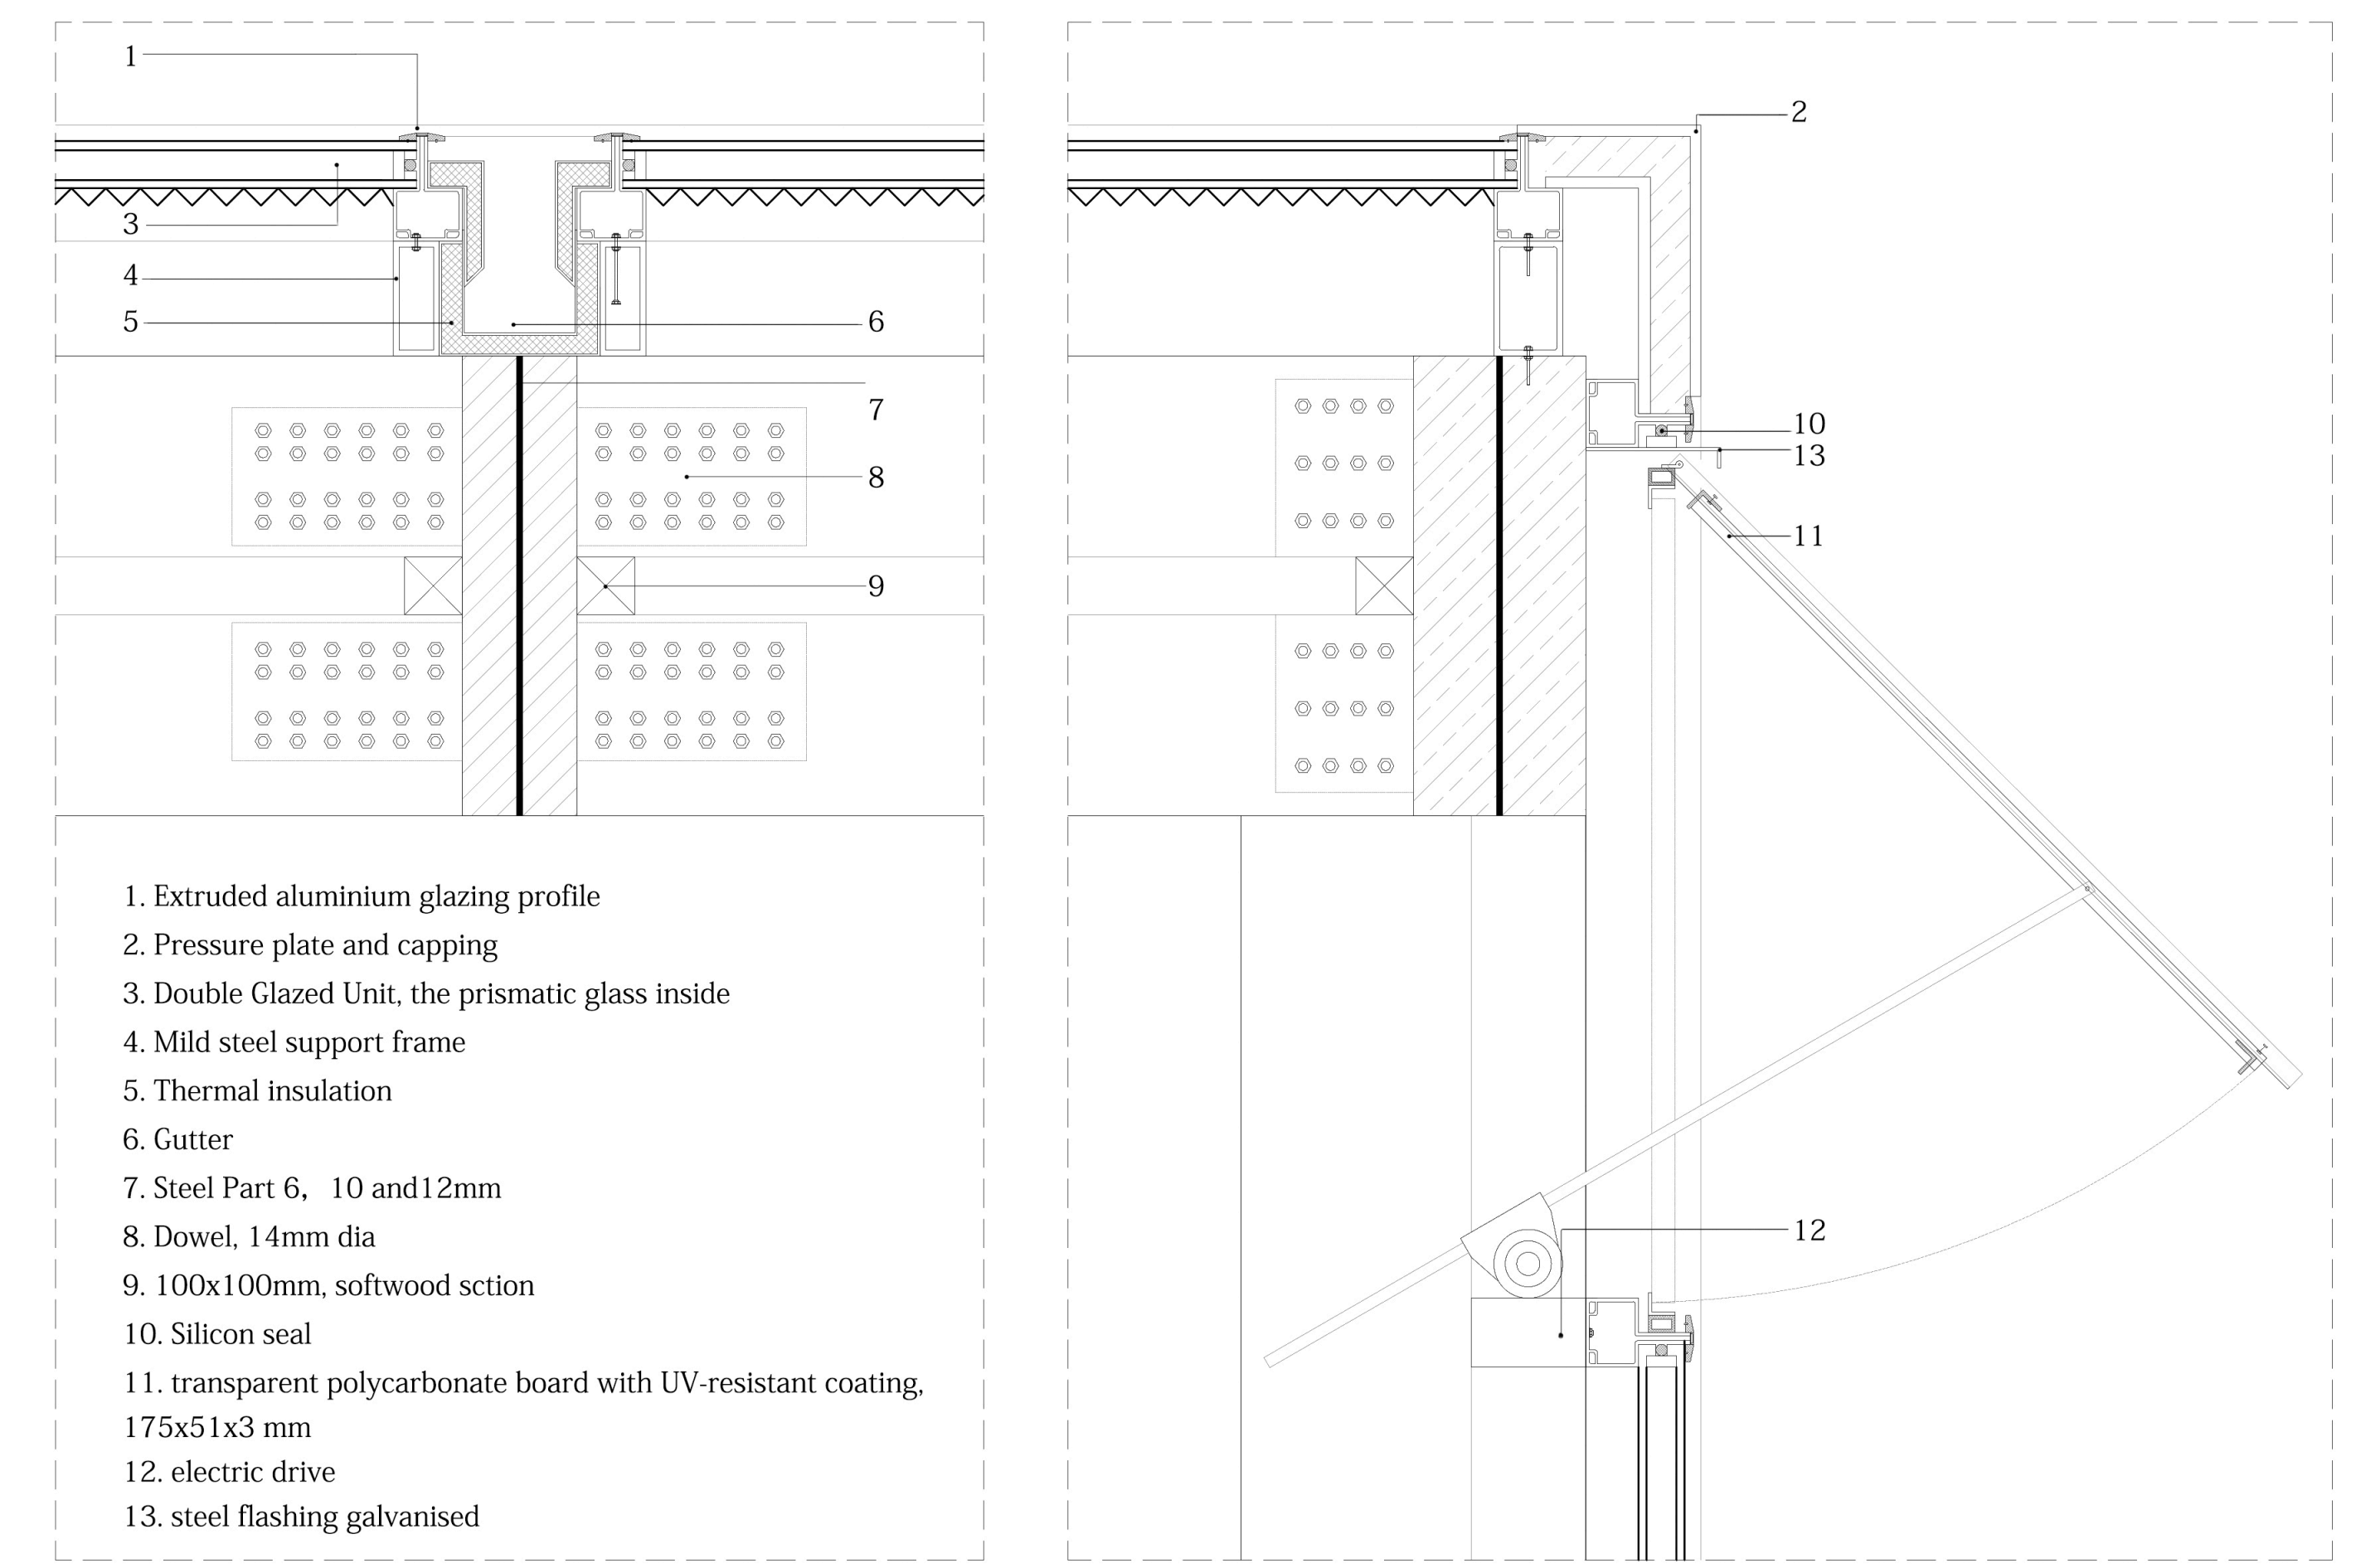 1
2
3
4
5
6
7
8
9
10
13
11
12
1. Extruded aluminium glazing profile
2. Pressure plate and capping
3. Double Glazed Unit, the prismatic glass inside
4. Mild steel support frame
5. Thermal insulation
6. Gutter
7. Steel Part 6,   10 and12mm
8. Dowel, 14mm dia
9. 100x100mm, softwood sction
10. Silicon seal
11. transparent polycarbonate board with UV-resistant coating,
175x51x3 mm
12. electric drive
13. steel flashing galvanised